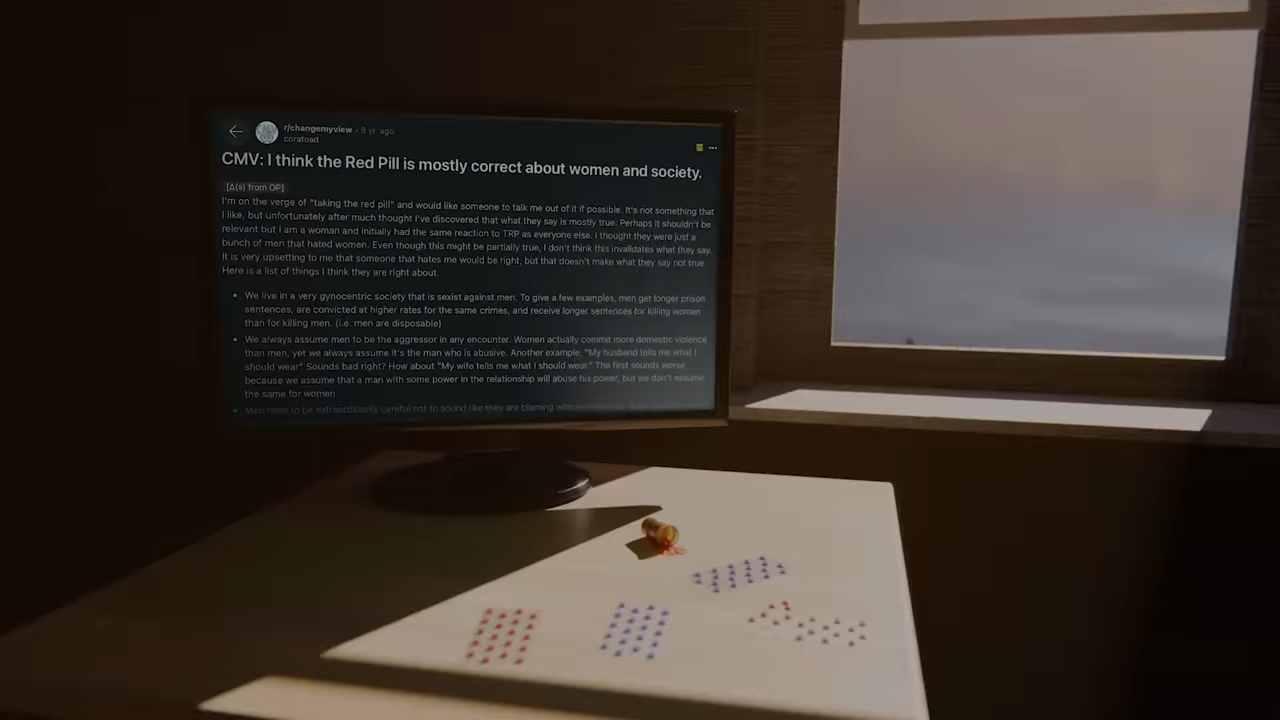 r/changemyview • 8 yr. ago
coratoad
CMV: I think the Red Pill is mostly correct about women and society.
[Δ(s) from OP]
I'm on the verge of "taking the red pill" and would like someone to talk me out of it if possible. It's not something that
I like, but unfortunately after much thought I've discovered that what they say is mostly true. Perhaps it shouldn't be
relevant but I am a woman and initially had the same reaction to TRP as everyone else. I thought they were just a
bunch of men that hated women. Even though this might be partially true, I don't think this invalidates what they say.
It is very upsetting to me that someone that hates me would be right, but that doesn't make what they say not true
Here is a list of things I think they are right about.
• We live in a very gynocentric society that is sexist against men. To give a few examples, men get longer prison
sentences, are convicted at higher rates for the same crimes, and receive longer sentences for killing women
than for killing men. (i.e. men are disposable)
• We always assume men to be the aggressor in any encounter. Women actually commit more domestic violence
than men, yet we always assume it's the man who is abusive. Another example, "My husband tells me what I
should wear" Sounds bad right? How about "My wife tells me what I should wear." The first sounds worse
because we assume that a man with some power in the relationship will abuse his power, but we don't assume
the same for women
• Men have to be extraordinarily careful not to sound like they are blaming